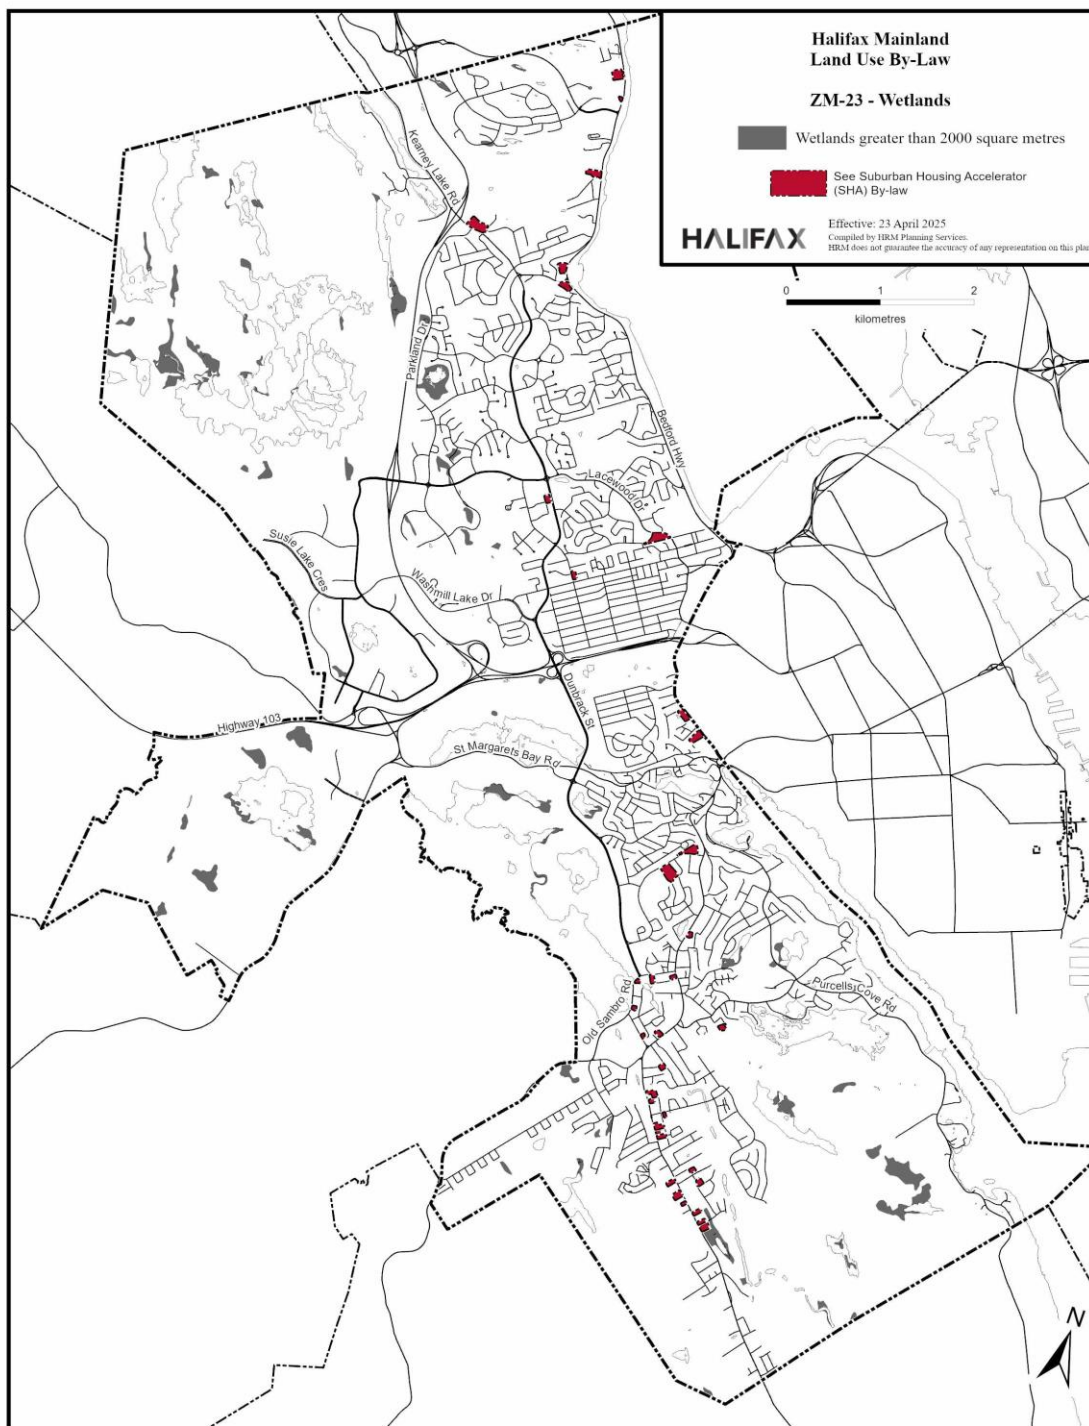 Halifax Mainland
Land Use By-Law
ZM-23 - Wetlands
Wetlands greater than 2000 square metres
See Suburban Housing Accelerator
(SHA) By-law
HALIFAX
Effective: 23 April 2025
Compiled by HRM Planning Services.
HRM does not guarantee the accuracy of any representation on this plan
0 1 2
kilometres
Kearney Lake Rd
Parkland Dr
Bedford Hwy
Lacewood Dr
Susie Lake Cres
Washmill Lake Dr
Dunbrack St
Highway 103
St Margarets Bay Rd
Purcells Cove Rd
Old Sambro Rd
N